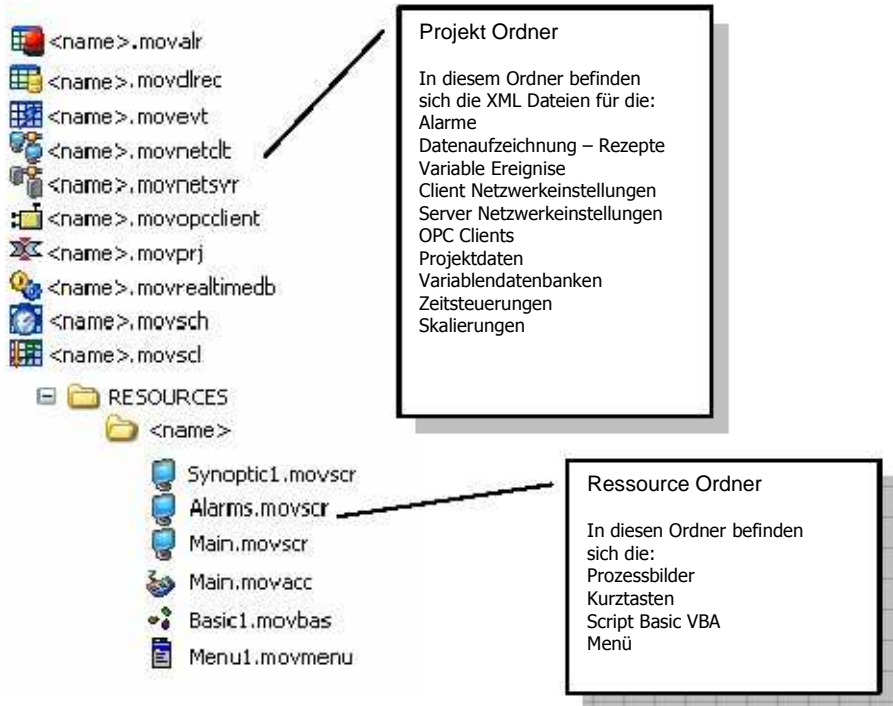 <name>.movalr
<name>.movdlrec
<name>.movevt
<name>.movnetclt
<name>.movnetsvr
<name>.movopcclient
<name>.movprj
<name>.movrealtimedb
<name>.movsch
<name>.movscl
RESOURCES
<name>
Synoptic1.movscr
Alarms.movscr
Main.movscr
Main.movacc
Basic1.movbas
Menu1.movmenu
Projekt Ordner
In diesem Ordner befinden
sich die XML Dateien für die:
Alarme
Datenaufzeichnung – Rezepte
Variable Ereignise
Client Netzwerkeinstellungen
Server Netzwerkeinstellungen
OPC Clients
Projektdaten
Variablendatenbanken
Zeitsteuerungen
Skalierungen
Ressource Ordner
In diesen Ordner befinden
sich die:
Prozessbilder
Kurztasten
Script Basic VBA
Menü